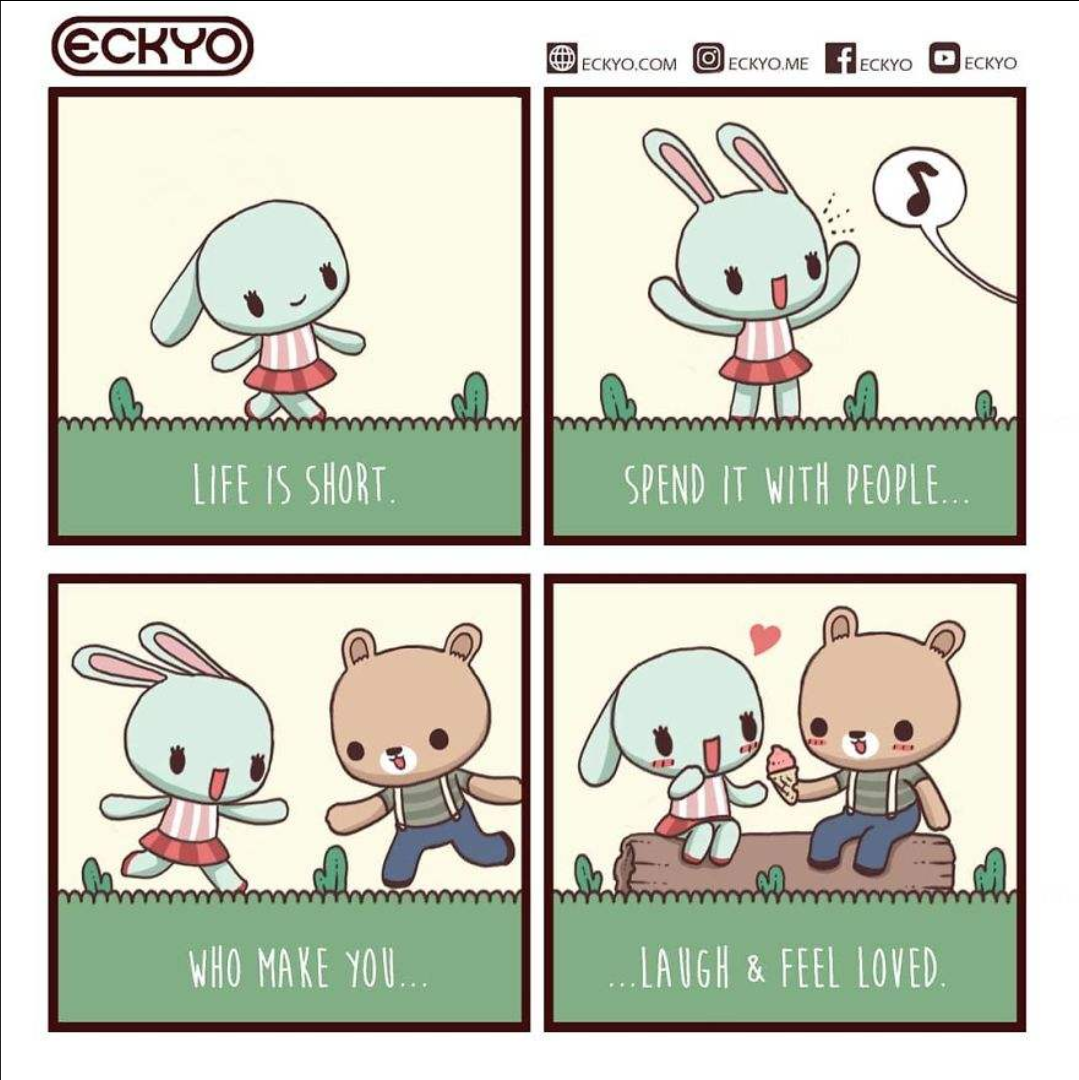 ECKYO
ECKYO.COM ECKYO.ME ECKYO ECKYO
LIFE IS SHORT.
SPEND IT WITH PEOPLE...
WHO MAKE YOU...
...LAUGH & FEEL LOVED.